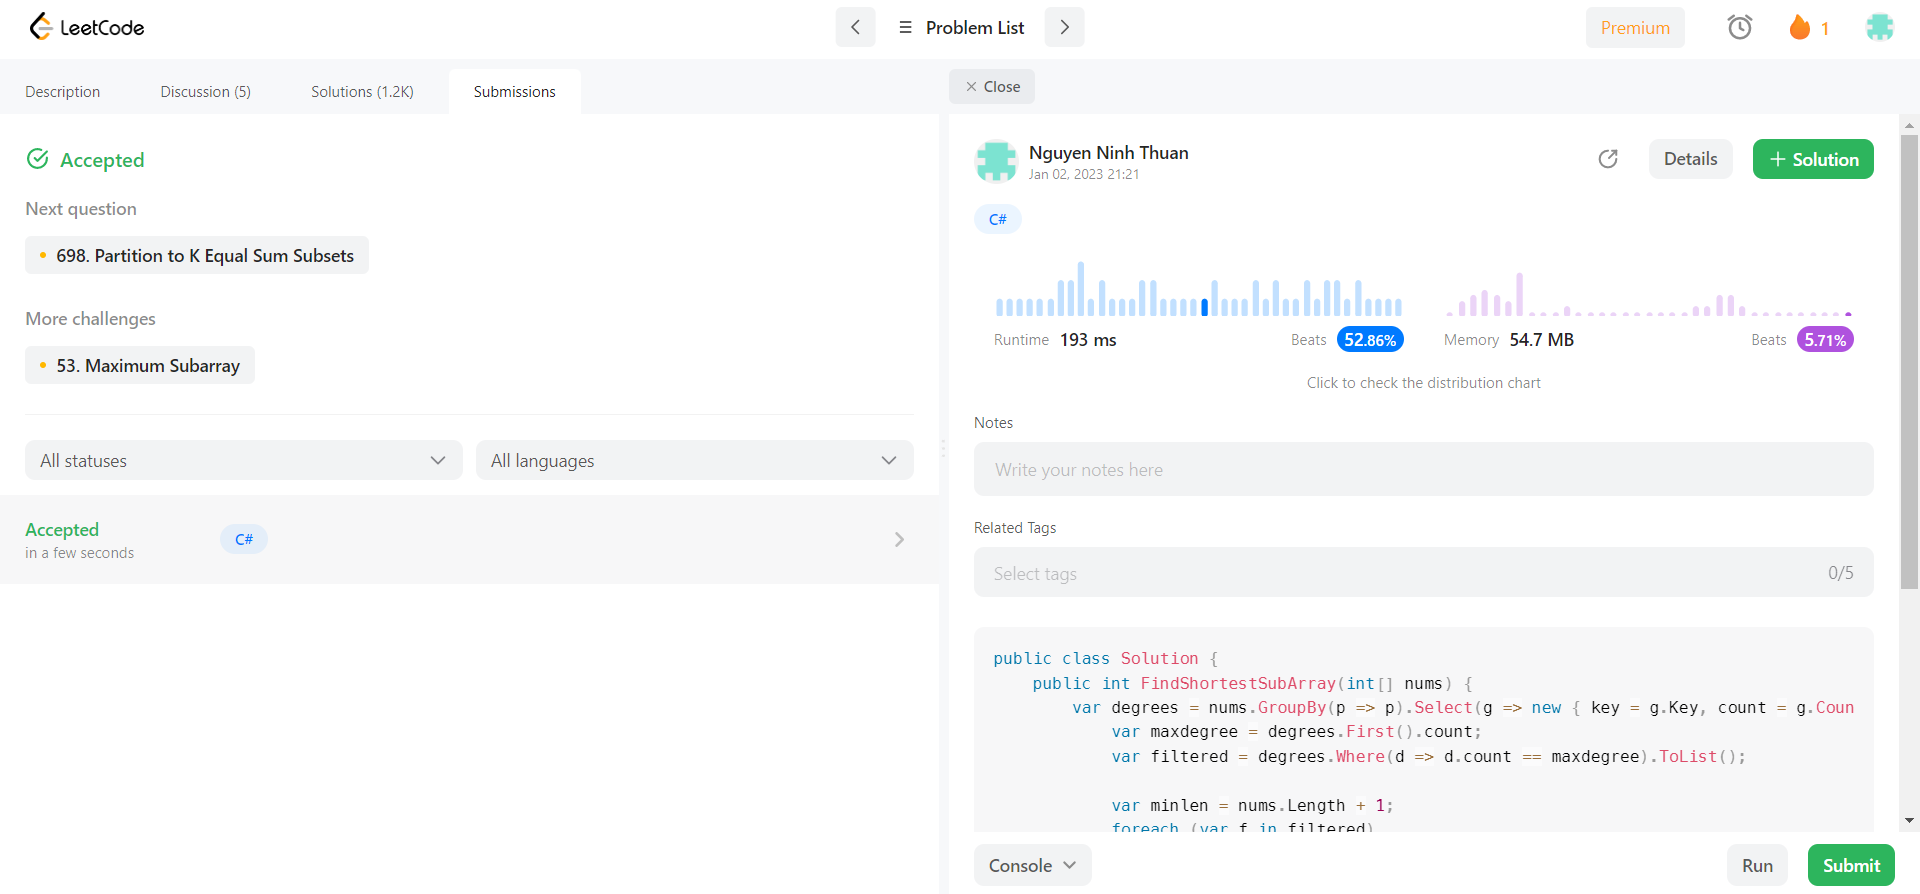 LeetCode
Problem List
Premium
1
Description
Discussion (5)
Solutions (1.2K)
Submissions
Close
Accepted
Next question
698. Partition to K Equal Sum Subsets
More challenges
53. Maximum Subarray
All statuses
All languages
Accepted
in a few seconds
C#
Nguyen Ninh Thuan
Jan 02, 2023 21:21
Details
+ Solution
C#
Runtime 193 ms
Beats 52.86%
Memory 54.7 MB
Beats 5.71%
Click to check the distribution chart
Notes
Write your notes here
Related Tags
Select tags
0/5
public class Solution {
public int FindShortestSubArray(int[] nums) {
var degrees = nums.GroupBy(p => p).Select(g => new { key = g.Key, count = g.Coun
var maxdegree = degrees.First().count;
var filtered = degrees.Where(d => d.count == maxdegree).ToList();
var minlen = nums.Length + 1;
foreach (var f in filtered)
Console
Run
Submit